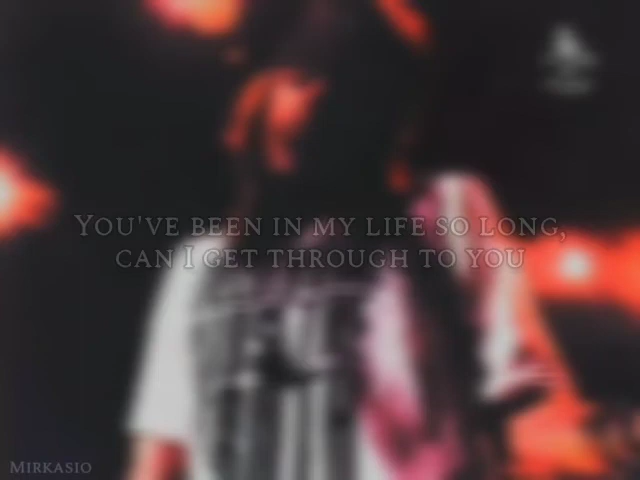 You've been in my life so long,
can I get through to you
Mirkasio